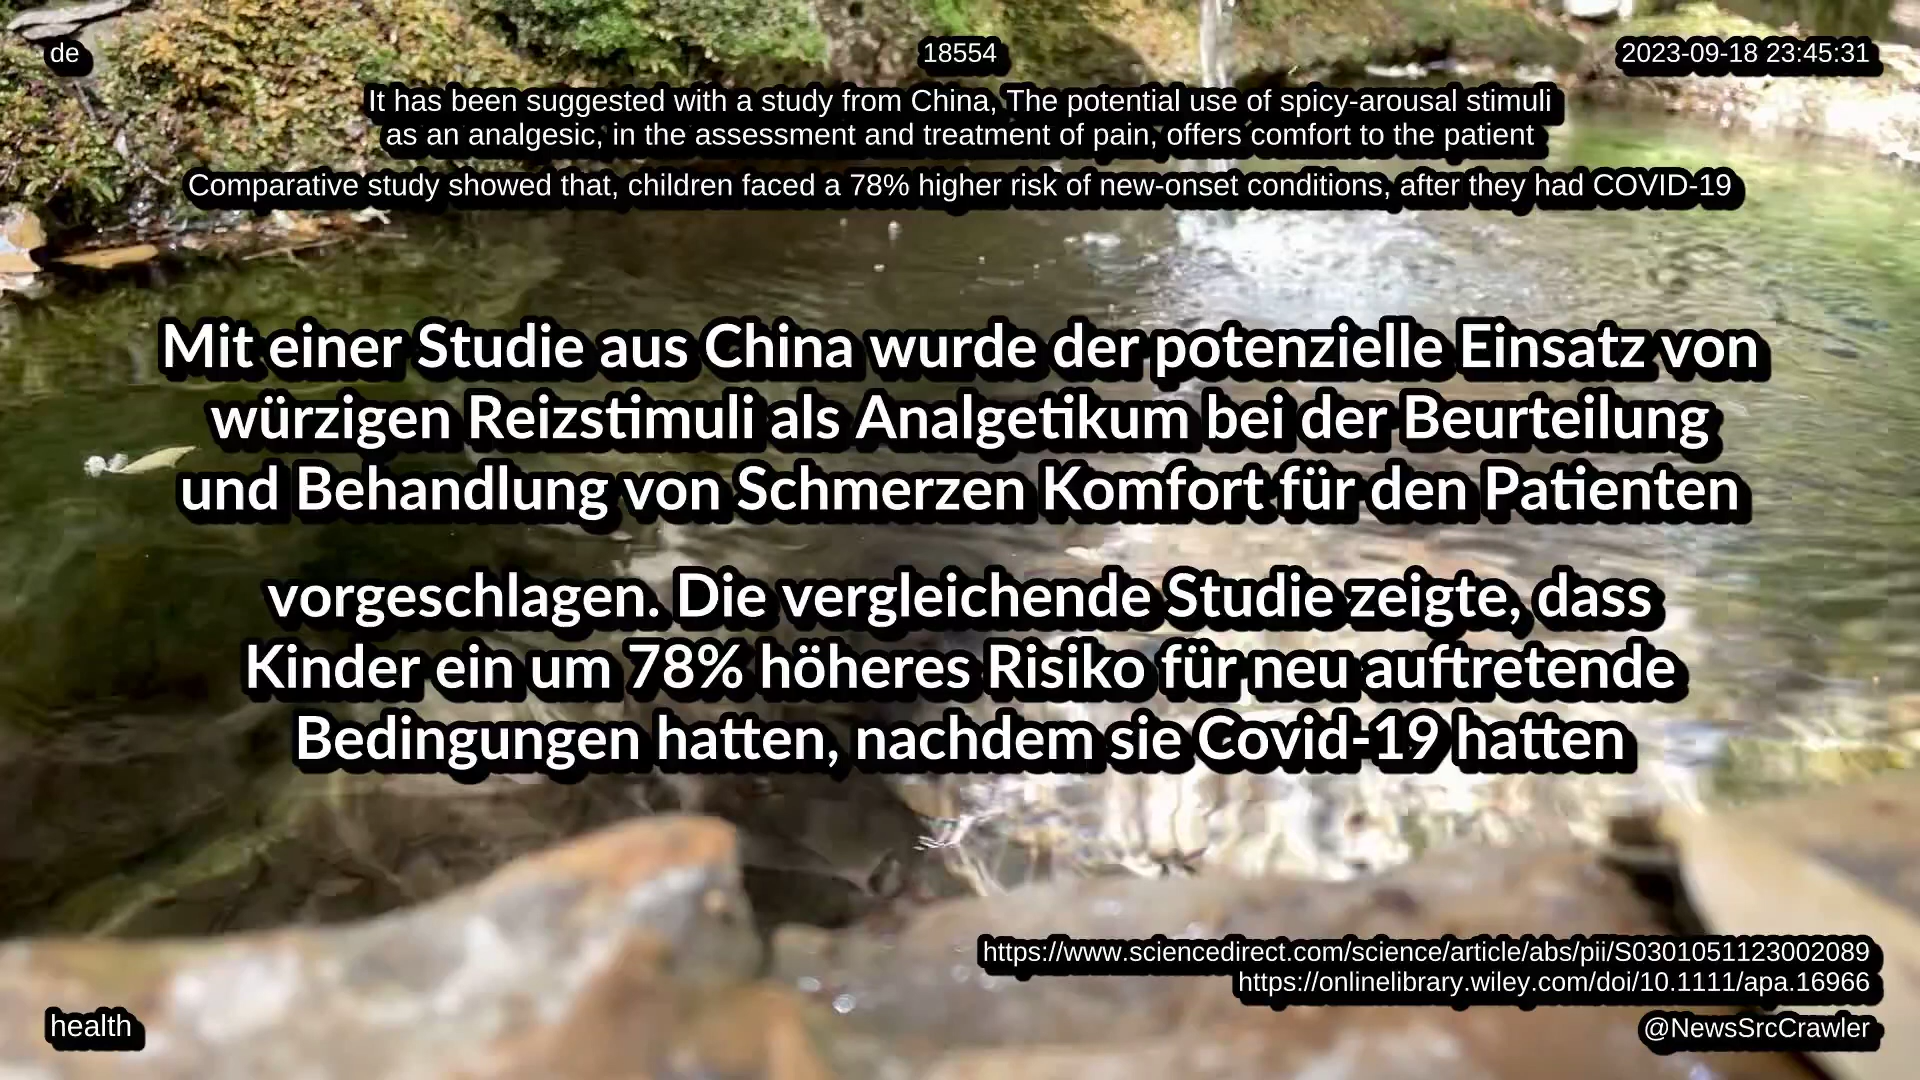 de
18554
2023-09-18 23:45:31
It has been suggested with a study from China, The potential use of spicy-arousal stimuli
as an analgesic, in the assessment and treatment of pain, offers comfort to the patient
Comparative study showed that, children faced a 78% higher risk of new-onset conditions, after they had COVID-19
Mit einer Studie aus China wurde der potenzielle Einsatz von
würzigen Reizstimuli als Analgetikum bei der Beurteilung
und Behandlung von Schmerzen Komfort für den Patienten
vorgeschlagen. Die vergleichende Studie zeigte, dass
Kinder ein um 78% höheres Risiko für neu auftretende
Bedingungen hatten, nachdem sie Covid-19 hatten
https://www.sciencedirect.com/science/article/abs/pii/S0301051123002089
https://onlinelibrary.wiley.com/doi/10.1111/apa.16966
health
@NewsSrcCrawler